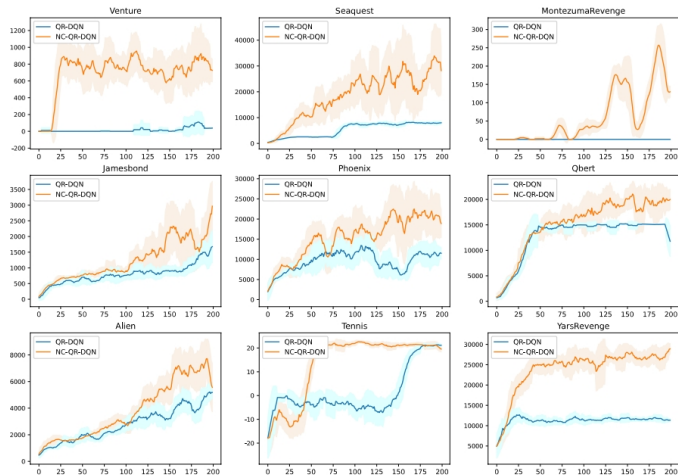 Venture
QR-DQN
NC-QR-DQN
1200
1000
800
600
400
200
0
-200
0 25 50 75 100 125 150 175 200
Seaquest
QR-DQN
NC-QR-DQN
40000
30000
20000
10000
0
0 25 50 75 100 125 150 175 200
MontezumaRevenge
QR-DQN
NC-QR-DQN
300
250
200
150
100
50
0
0 25 50 75 100 125 150 175 200
Jamesbond
QR-DQN
NC-QR-DQN
3500
3000
2500
2000
1500
1000
500
0
0 25 50 75 100 125 150 175 200
Phoenix
QR-DQN
NC-QR-DQN
30000
25000
20000
15000
10000
5000
0
0 25 50 75 100 125 150 175 200
Qbert
QR-DQN
NC-QR-DQN
20000
15000
10000
5000
0
0 25 50 75 100 125 150 175 200
Alien
QR-DQN
NC-QR-DQN
8000
6000
4000
2000
0
0 25 50 75 100 125 150 175 200
Tennis
QR-DQN
NC-QR-DQN
20
10
0
-10
-20
0 25 50 75 100 125 150 175 200
YarsRevenge
QR-DQN
NC-QR-DQN
30000
25000
20000
15000
10000
5000
0 25 50 75 100 125 150 175 200